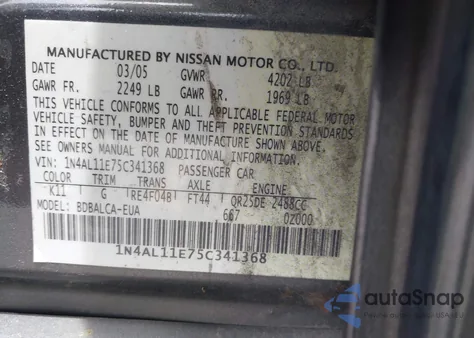 MANUFACTURED BY NISSAN MOTOR CO., LTD.
DATE 03/05 GVWR 4202 LB
GAWR FR. 2249 LB GAWR RR. 1969 LB
THIS VEHICLE CONFORMS TO ALL APPLICABLE FEDERAL MOTOR
VEHICLE SAFETY, BUMPER AND THEFT PREVENTION STANDARDS
IN EFFECT ON THE DATE OF MANUFACTURE SHOWN ABOVE.
SEE OWNERS MANUAL FOR ADDITIONAL INFORMATION
VIN: 1N4AL11E75C341368 PASSENGER CAR
COLOR TRIM TRANS AXLE ENGINE
K11 G RE4F04B FT44 QR25DE 2488CC
MODEL: BDBALCA-EUA 667 0Z000
1N4AL11E75C341368
autoSnap